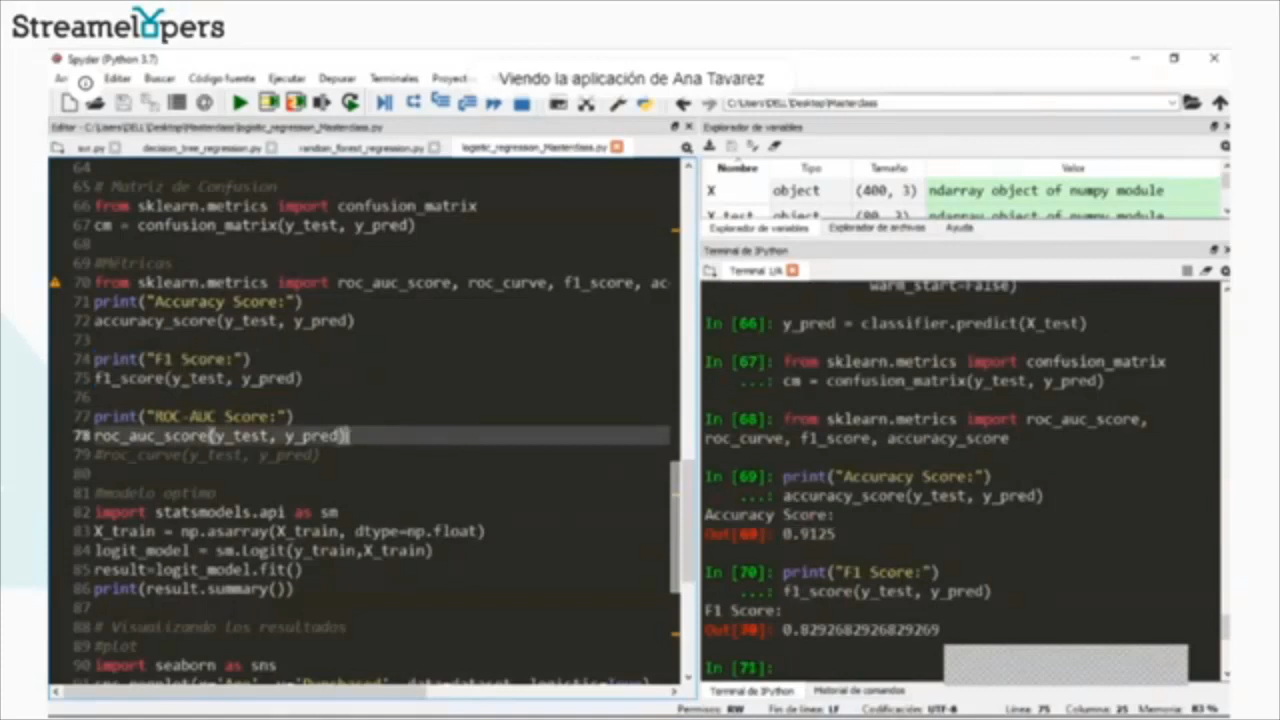 Streamelopers
Spyder (Python 3.7)
Editar Buscar Código fuente Ejecutar Depurar Terminales Proyect
Viendo la aplicación de Ana Tavarez
C:\Users\DELL\Desktop\Masterclass
Editor - C:\Users\DELL\Desktop\Masterclass\logistic_regression_Masterclass.py
svr.py decision_tree_regression.py random_forest_regression.py logistic_regression_Masterclass.py
64
65 # Matriz de Confusion
66 from sklearn.metrics import confusion_matrix
67 cm = confusion_matrix(y_test, y_pred)
68
69 #Métricas
70 from sklearn.metrics import roc_auc_score, roc_curve, f1_score, ac
71 print("Accuracy Score:")
72 accuracy_score(y_test, y_pred)
73
74 print("F1 Score:")
75 f1_score(y_test, y_pred)
76
77 print("ROC-AUC Score:")
78 roc_auc_score(y_test, y_pred)
79 #roc_curve(y_test, y_pred)
80
81 #modelo optimo
82 import statsmodels.api as sm
83 X_train = np.asarray(X_train, dtype=np.float)
84 logit_model = sm.Logit(y_train,X_train)
85 result=logit_model.fit()
86 print(result.summary())
87
88 # Visualizando los resultados
89 #plot
90 import seaborn as sns
Explorador de variables
Nombre Tipo Tamaño Valor
X object (400, 3) ndarray object of numpy module
X_test object (80, 3) ndarray object of numpy module
Explorador de variables Explorador de archivos Ayuda
Terminal de IPython
Terminal 1/A
warm_start=False)
In [66]: y_pred = classifier.predict(X_test)
In [67]: from sklearn.metrics import confusion_matrix
...: cm = confusion_matrix(y_test, y_pred)
In [68]: from sklearn.metrics import roc_auc_score,
roc_curve, f1_score, accuracy_score
In [69]: print("Accuracy Score:")
...: accuracy_score(y_test, y_pred)
Accuracy Score:
Out[69]: 0.9125
In [70]: print("F1 Score:")
...: f1_score(y_test, y_pred)
F1 Score:
Out[70]: 0.8292682926829269
In [71]:
Terminal de IPython Historial de comandos
Permisos: RW Fin de línea: LF Codificación: UTF-8 Línea: 75 Columna: 25 Memoria: 83 %